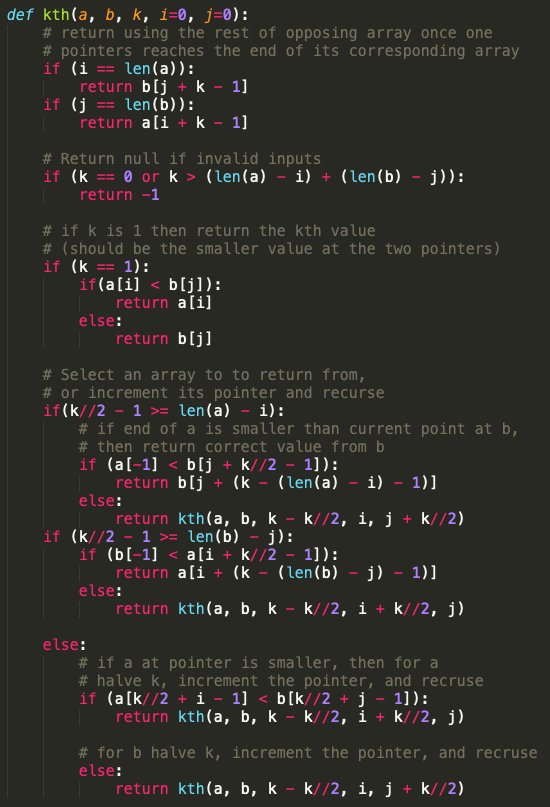 def kth(a, b, k, i=0, j=0):
# return using the rest of opposing array once one
# pointers reaches the end of its corresponding array
if (i == len(a)):
return b[j + k - 1]
if (j == len(b)):
return a[i + k - 1]
# Return null if invalid inputs
if (k == 0 or k > (len(a) - i) + (len(b) - j)):
return -1
# if k is 1 then return the kth value
# (should be the smaller value at the two pointers)
if (k == 1):
if(a[i] < b[j]):
return a[i]
else:
return b[j]
# Select an array to to return from,
# or increment its pointer and recurse
if(k//2 - 1 >= len(a) - i):
# if end of a is smaller than current point at b,
# then return correct value from b
if (a[-1] < b[j + k//2 - 1]):
return b[j + (k - (len(a) - i) - 1)]
else:
return kth(a, b, k - k//2, i, j + k//2)
if (k//2 - 1 >= len(b) - j):
if (b[-1] < a[i + k//2 - 1]):
return a[i + (k - (len(b) - j) - 1)]
else:
return kth(a, b, k - k//2, i + k//2, j)
else:
# if a at pointer is smaller, then for a
# halve k, increment the pointer, and recruse
if (a[k//2 + i - 1] < b[k//2 + j - 1]):
return kth(a, b, k - k//2, i + k//2, j)
# for b halve k, increment the pointer, and recruse
else:
return kth(a, b, k - k//2, i, j + k//2)